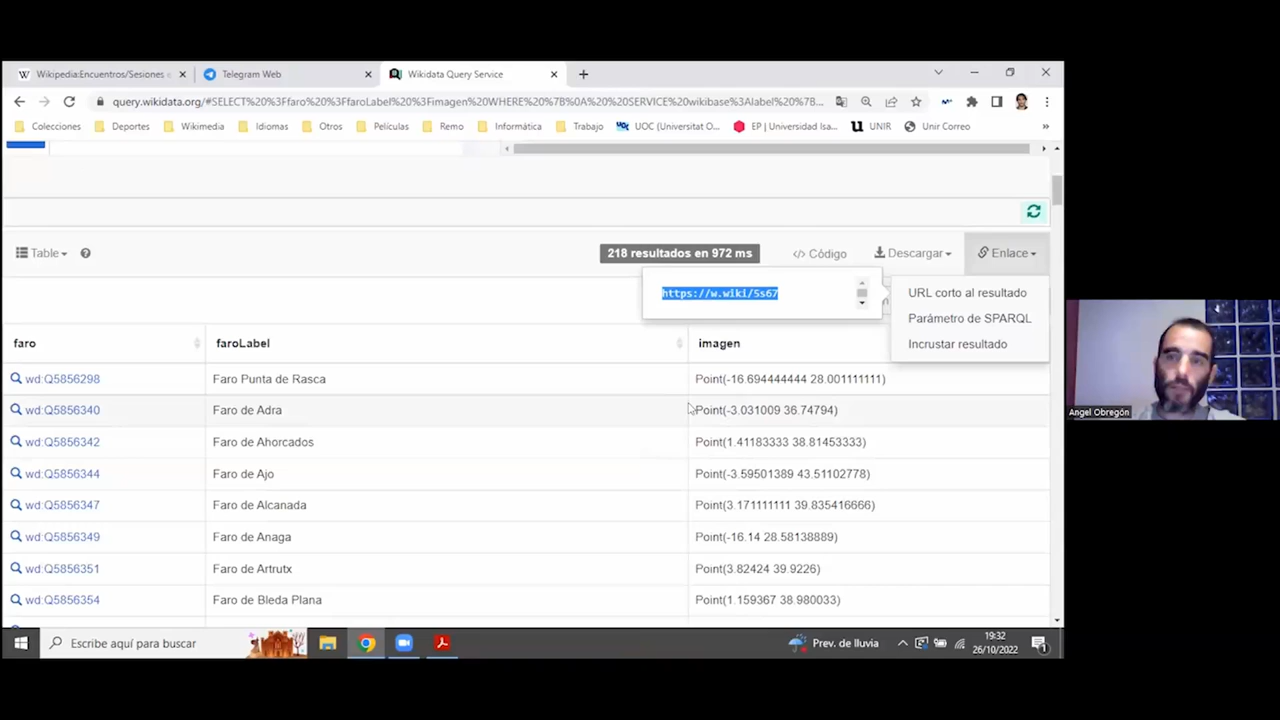 Wikipedia:Encuentros/Sesiones
Telegram Web
Wikidata Query Service
query.wikidata.org/#SELECT%20%3Ffaro%20%3FfaroLabel%20%3Fimagen%20WHERE%20%7B%0A%20%20SERVICE%20wikibase%3Alabel%20%7B...
Colecciones
Deportes
Wikimedia
Idiomas
Otros
Películas
Remo
Informática
Trabajo
UOC (Universitat O...
EP | Universidad Isa...
UNIR
Unir Correo
Table
218 resultados en 972 ms
</> Código
Descargar
Enlace
https://w.wiki/5s67
URL corto al resultado
Parámetro de SPARQL
Incrustar resultado
faro faroLabel imagen
wd:Q5856298 Faro Punta de Rasca Point(-16.694444444 28.001111111)
wd:Q5856340 Faro de Adra Point(-3.031009 36.74794)
wd:Q5856342 Faro de Ahorcados Point(1.41183333 38.81453333)
wd:Q5856344 Faro de Ajo Point(-3.59501389 43.51102778)
wd:Q5856347 Faro de Alcanada Point(3.171111111 39.835416666)
wd:Q5856349 Faro de Anaga Point(-16.14 28.58138889)
wd:Q5856351 Faro de Artrutx Point(3.82424 39.9226)
wd:Q5856354 Faro de Bleda Plana Point(1.159367 38.980033)
Angel Obregón
Escribe aquí para buscar
Prev. de lluvia
19:32
26/10/2022
1